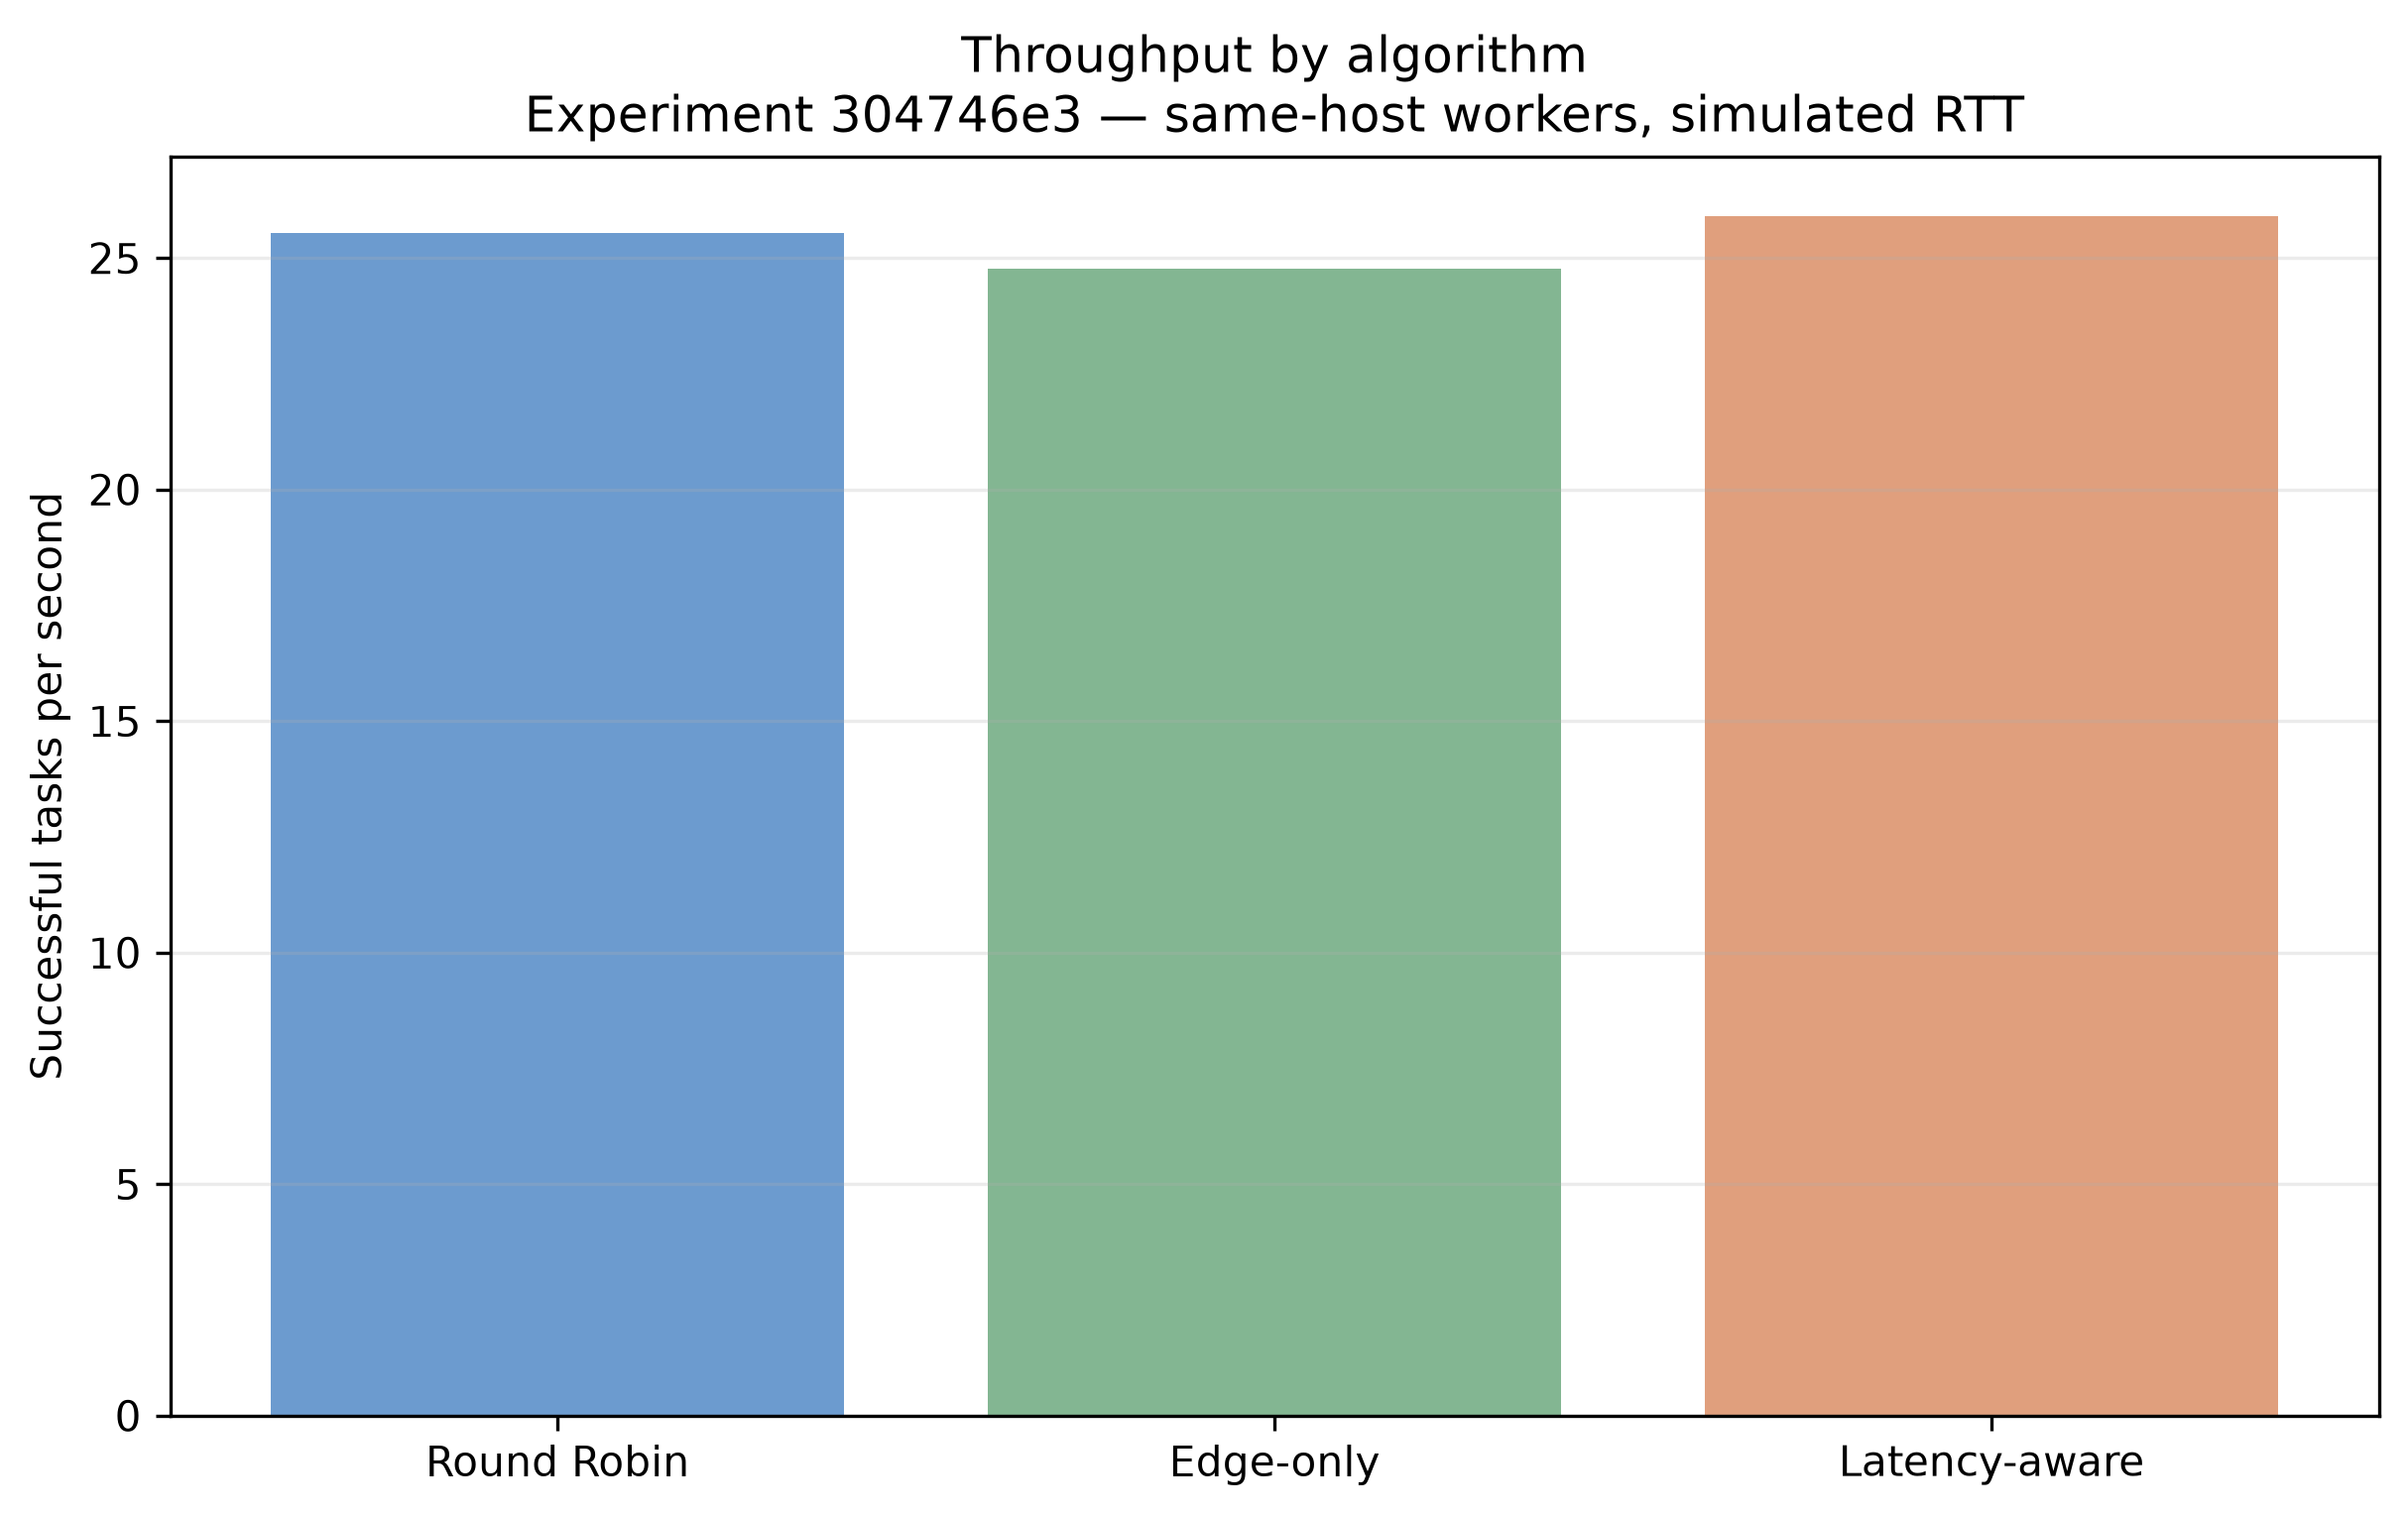 Throughput by algorithm
Experiment 304746e3 — same-host workers, simulated RTT
Successful tasks per second
25
20
15
10
5
0
Round Robin
Edge-only
Latency-aware